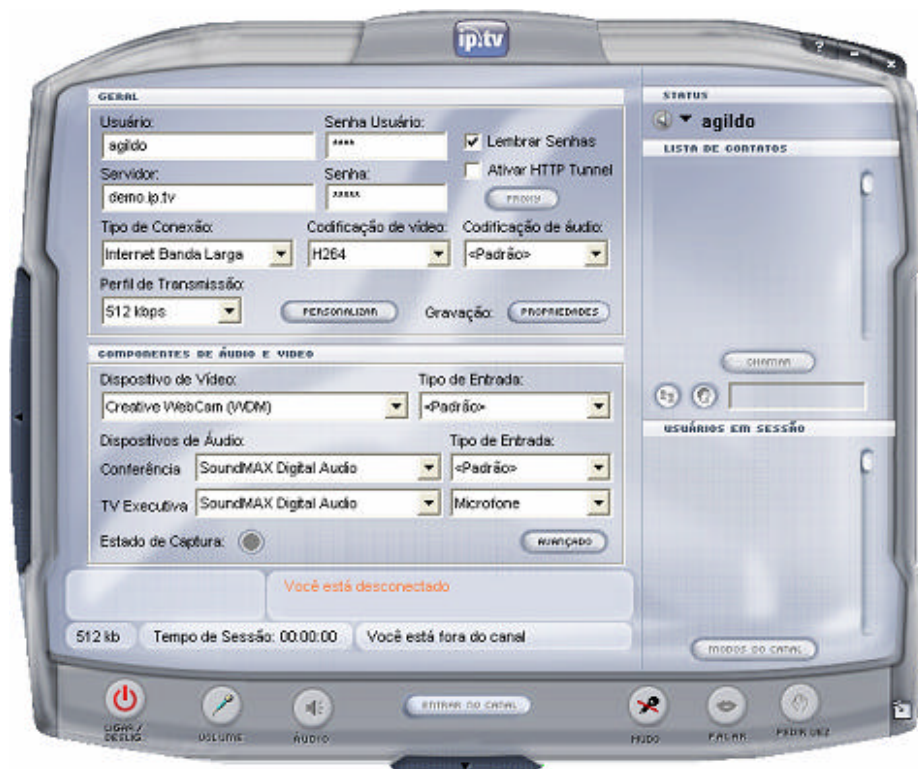 ip.tv
? - x
GERAL
Usuário: Senha Usuário:
agildo **** Lembrar Senhas
Servidor: Senha: Ativar HTTP Tunnel
demo.ip.tv ***** PROXY
Tipo de Conexão: Codificação de vídeo: Codificação de áudio:
Internet Banda Larga H264 <Padrão>
Perfil de Transmissão:
512 kbps PERSONALIZAR Gravação: PROPRIEDADES
COMPONENTES DE ÁUDIO E VIDEO
Dispositivo de Vídeo: Tipo de Entrada:
Creative WebCam (WDM) <Padrão>
Dispositivos de Áudio: Tipo de Entrada:
Conferência SoundMAX Digital Audio <Padrão>
TV Executiva SoundMAX Digital Audio Microfone
Estado de Captura: AVANÇADO
Você está desconectado
512 kb Tempo de Sessão: 00:00:00 Você está fora do canal
STATUS
agildo
LISTA DE CONTATOS
CHAMAR
USUÁRIOS EM SESSÃO
MODOS DO CANAL
LIGAR /
DESLIG.
VOLUME
ÁUDIO
ENTRAR NO CANAL
MUDO
FALAR
PEDIR VEZ